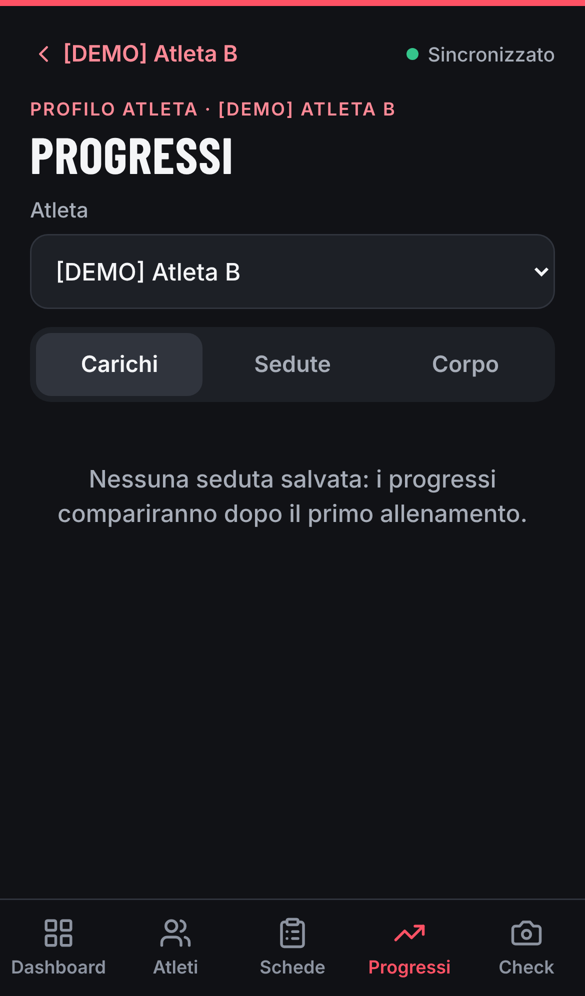 [DEMO] Atleta B
Sincronizzato
PROFILO ATLETA · [DEMO] ATLETA B
PROGRESSI
Atleta
[DEMO] Atleta B
Carichi
Sedute
Corpo
Nessuna seduta salvata: i progressi
compariranno dopo il primo allenamento.
Dashboard
Atleti
Schede
Progressi
Check